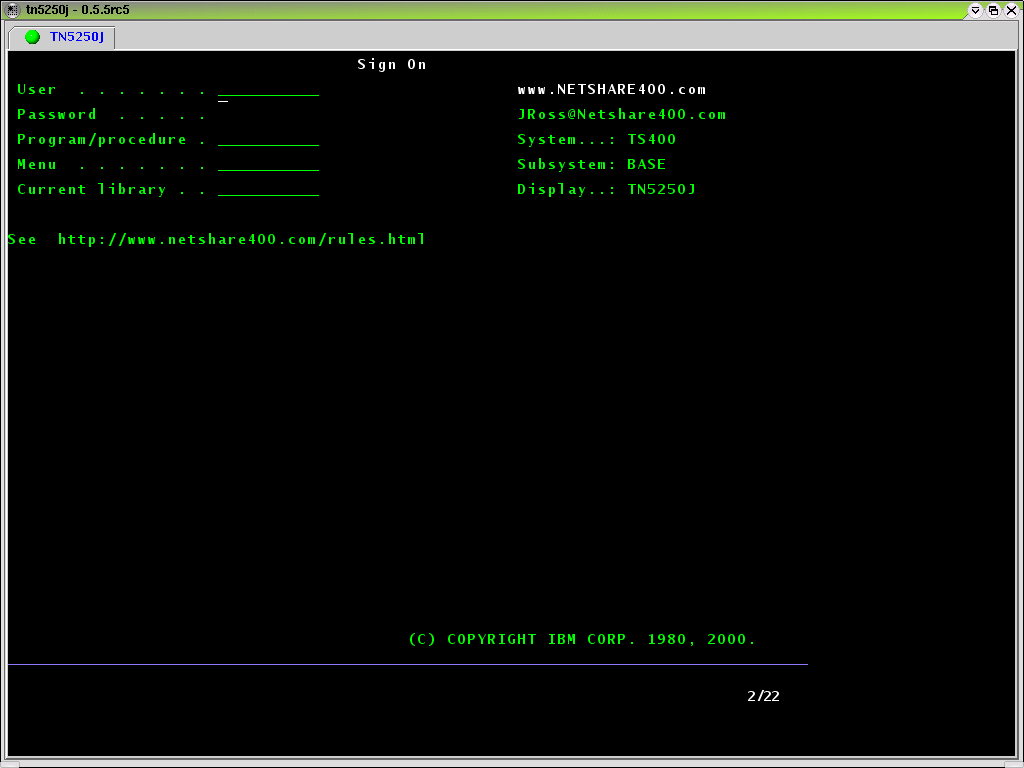 tn5250j - 0.5.5rc5
TN5250J
Sign On
User  . . . . . . . __________ www.NETSHARE400.com
Password  . . . . . JRoss@Netshare400.com
Program/procedure . __________ System...: TS400
Menu  . . . . . . . __________ Subsystem: BASE
Current library . . __________ Display..: TN5250J
See  http://www.netshare400.com/rules.html
(C) COPYRIGHT IBM CORP. 1980, 2000.
2/22